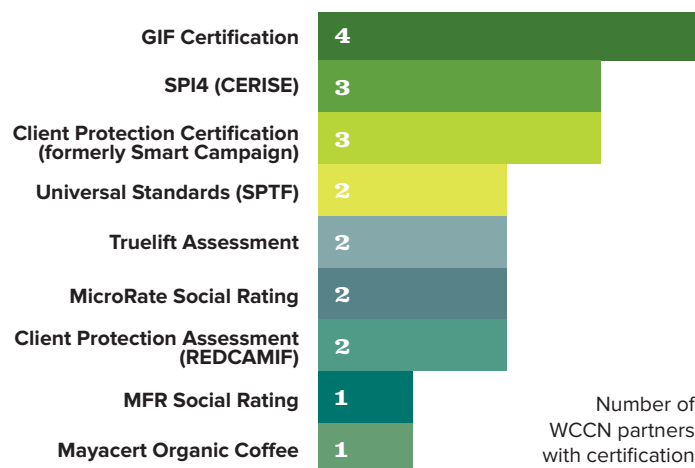 GIF Certification 4
SPI4 (CERISE) 3
Client Protection Certification
(formerly Smart Campaign) 3
Universal Standards (SPTF) 2
Truelift Assessment 2
MicroRate Social Rating 2
Client Protection Assessment
(REDCAMIF) 2
MFR Social Rating 1
Mayacert Organic Coffee 1
Number of
WCCN partners
with certification